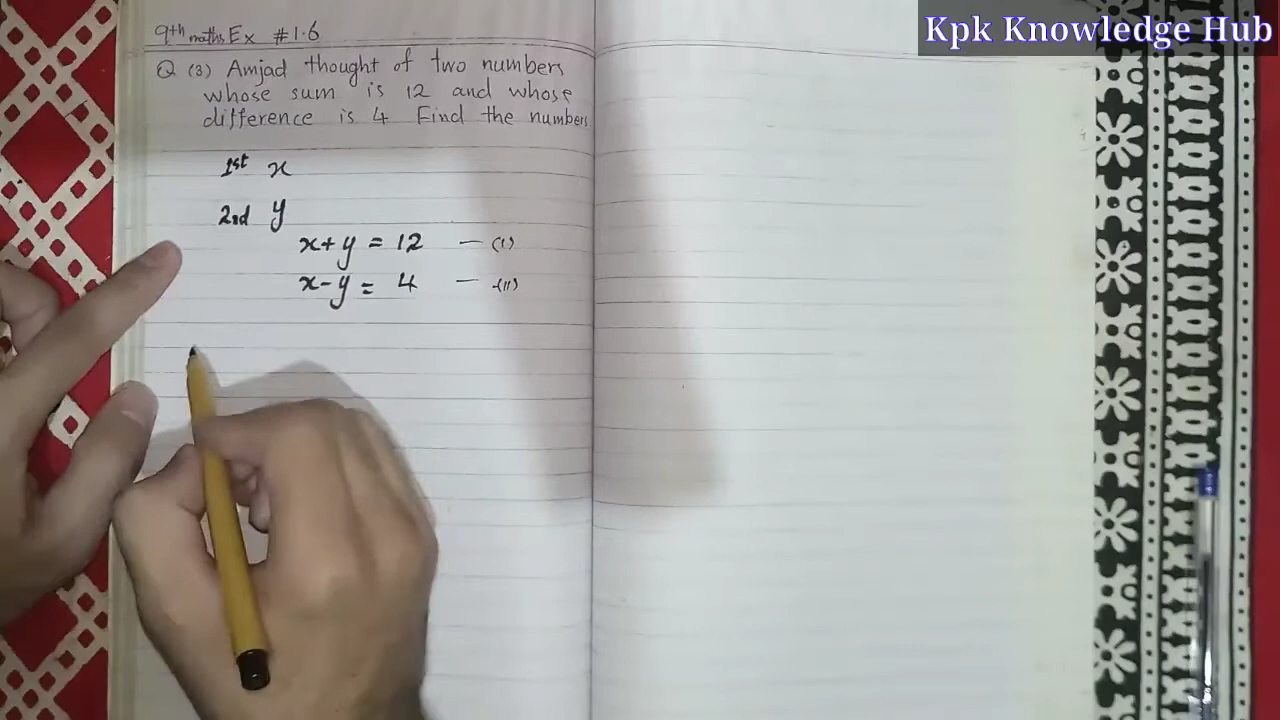 Kpk Knowledge Hub
9th maths Ex # 1.6
Q (3) Amjad thought of two numbers
whose sum is 12 and whose
difference is 4 Find the numbers
1st x
2nd y
x+y = 12 — (I)
x-y = 4 — (II)